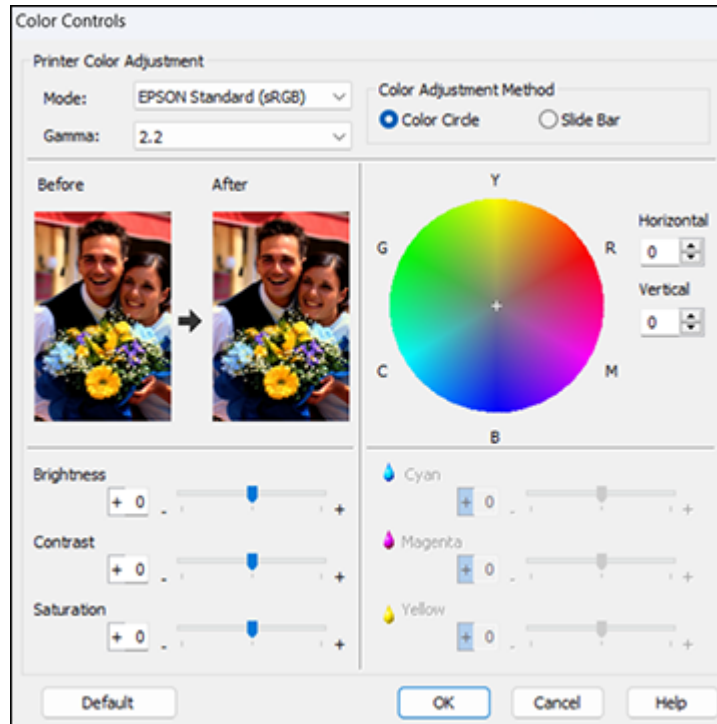 Color Controls
Printer Color Adjustment
Mode: EPSON Standard (sRGB)
Gamma: 2.2
Color Adjustment Method
Color Circle Slide Bar
Before After
Y
G R
C M
B
Horizontal
0
Vertical
0
Brightness
+ 0 - +
Contrast
+ 0 - +
Saturation
+ 0 - +
Cyan
+ 0 - +
Magenta
+ 0 - +
Yellow
+ 0 - +
Default OK Cancel Help